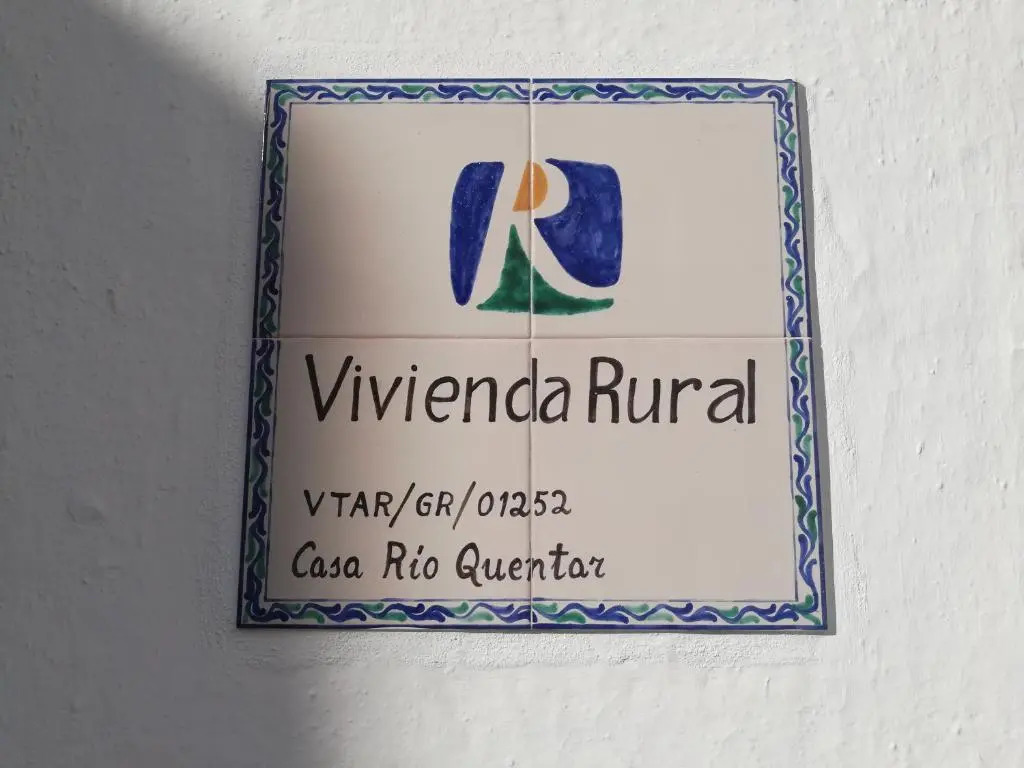 Vivienda Rural
VTAR/GR/01252
Casa Río Quentar